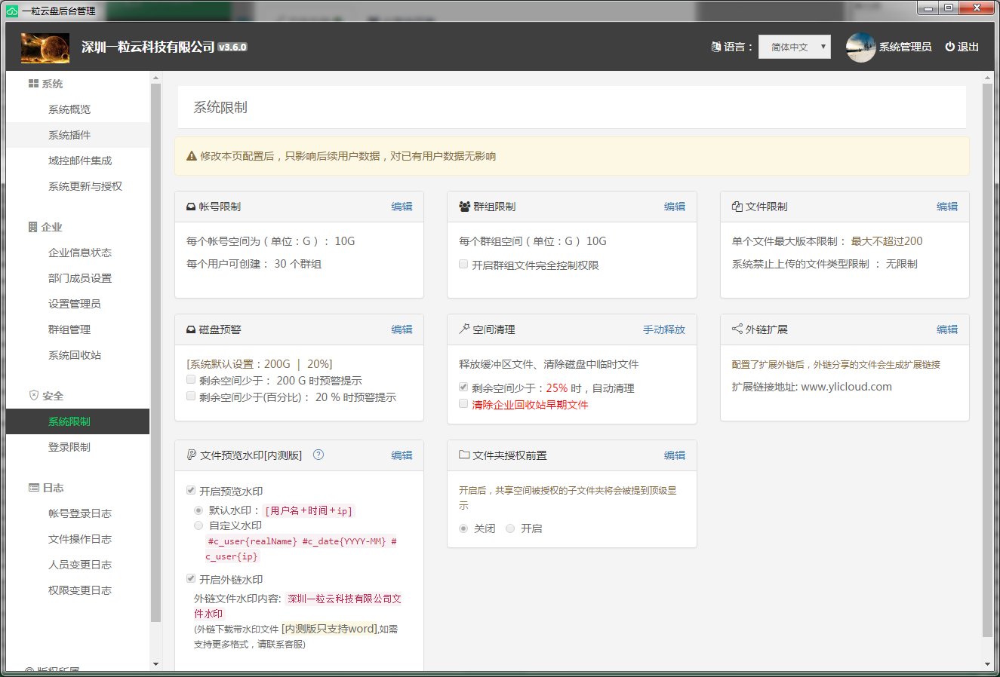 一粒云盘后台管理
深圳一粒云科技有限公司 v3.6.0
语言： 简体中文 系统管理员 退出
系统
系统概览
系统插件
域控邮件集成
系统更新与授权
企业
企业信息状态
部门成员设置
设置管理员
群组管理
系统回收站
安全
系统限制
登录限制
日志
帐号登录日志
文件操作日志
人员变更日志
权限变更日志
版权所属
系统限制
修改本页配置后，只影响后续用户数据，对已有用户数据无影响
帐号限制 编辑
每个帐号空间为（单位：G）： 10G
每个用户可创建： 30 个群组
群组限制 编辑
每个群组空间（单位：G） 10G
开启群组文件完全控制权限
文件限制 编辑
单个文件最大版本限制： 最大不超过200
系统禁止上传的文件类型限制 ： 无限制
磁盘预警 编辑
[系统默认设置：200G ｜ 20%]
剩余空间少于： 200 G 时预警提示
剩余空间少于(百分比)： 20 % 时预警提示
空间清理 手动释放
释放缓冲区文件、清除磁盘中临时文件
剩余空间少于：25% 时，自动清理
清除企业回收站早期文件
外链扩展 编辑
配置了扩展外链后，外链分享的文件会生成扩展链接
扩展链接地址: www.ylicloud.com
文件预览水印[内测版] ? 编辑
开启预览水印
默认水印： [用户名+时间+ip]
自定义水印
#c_user{realName} #c_date{YYYY-MM} #
c_user{ip}
开启外链水印
外链文件水印内容: 深圳一粒云科技有限公司文
件水印
(外链下载带水印文件 [内测版只支持word],如需
支持更多格式，请联系客服)
文件夹授权前置 编辑
开启后，共享空间被授权的子文件夹将会被提到顶级显
示
关闭 开启